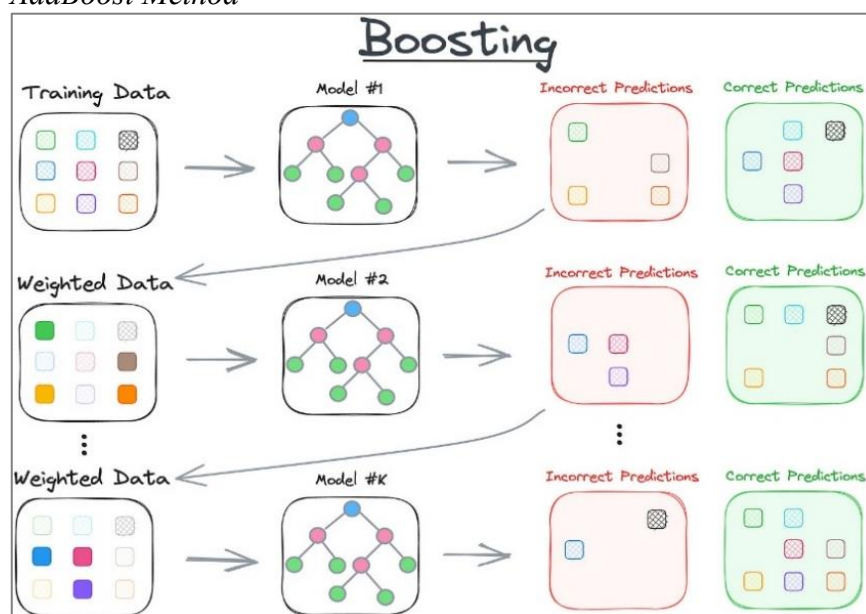 AdaBoost Method
Boosting
Training Data
Model #1
Incorrect Predictions
Correct Predictions
Weighted Data
Model #2
Incorrect Predictions
Correct Predictions
Weighted Data
Model #K
Incorrect Predictions
Correct Predictions